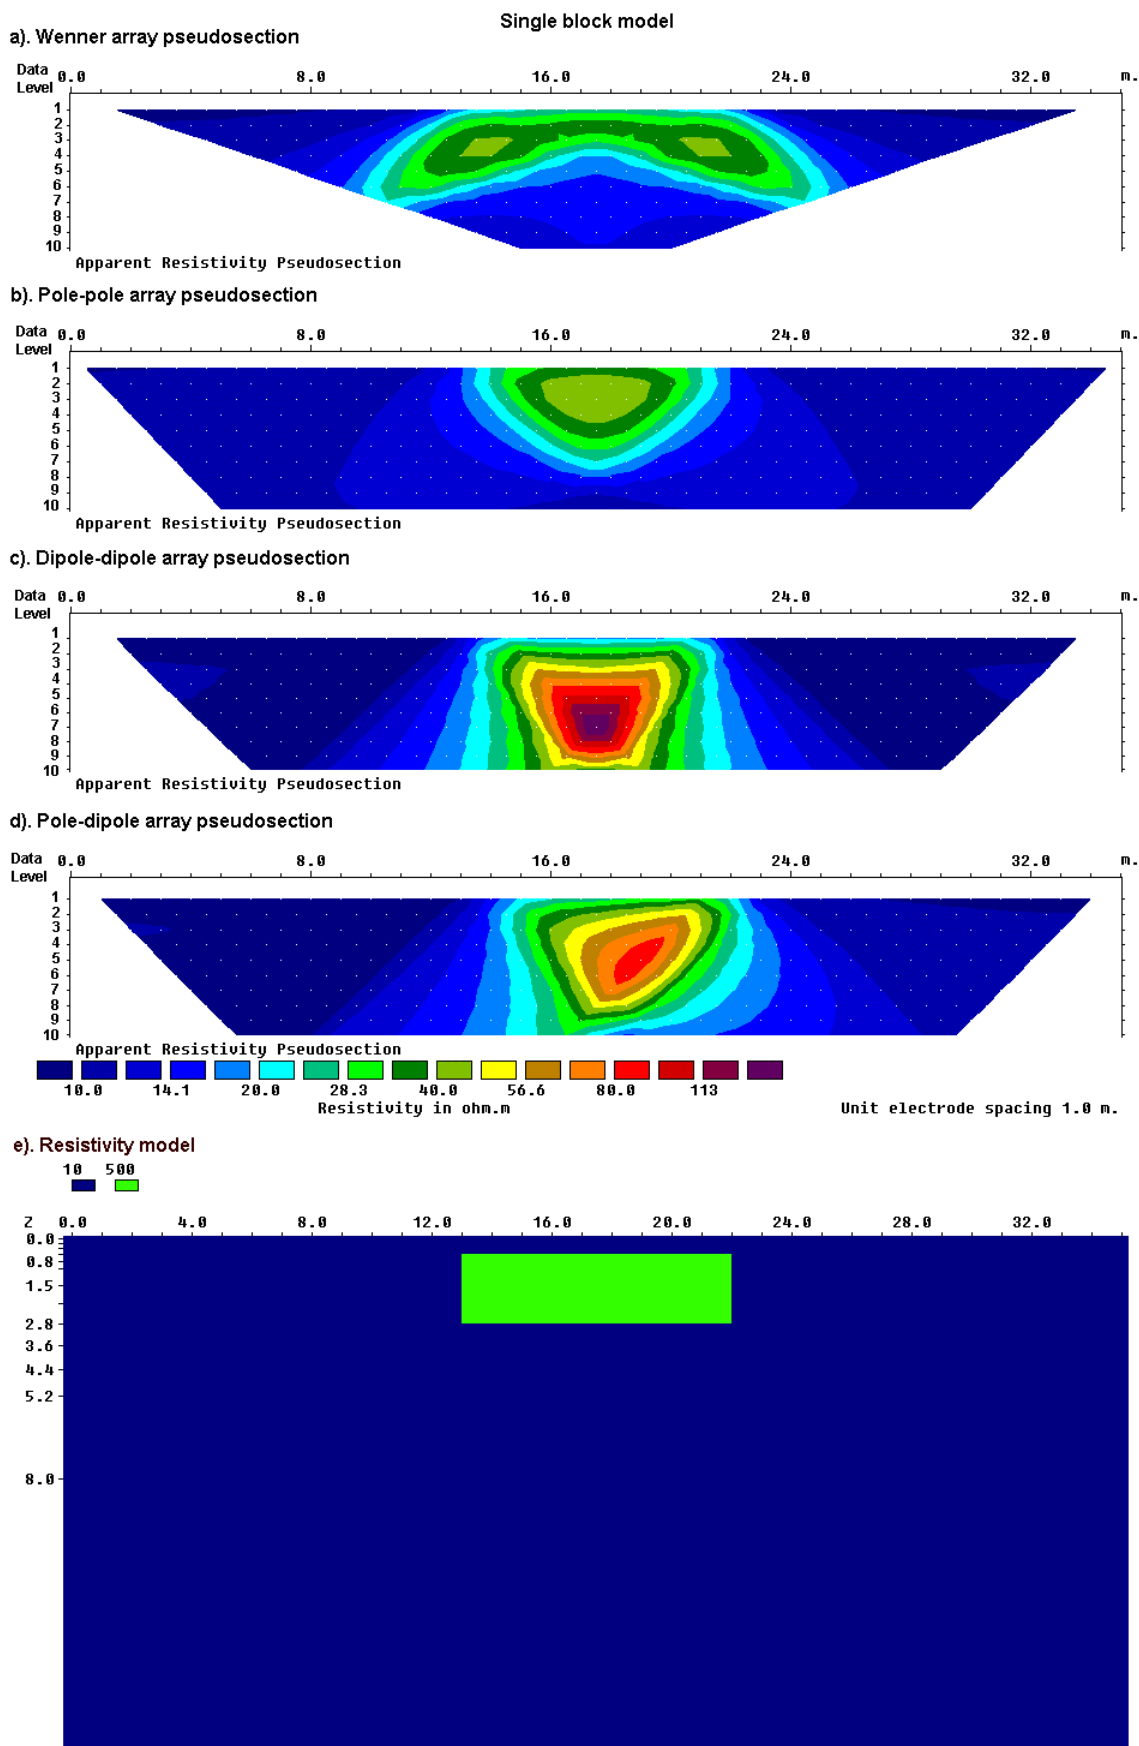 Single block model
a). Wenner array pseudosection
Data 0.0 8.0 16.0 24.0 32.0 m.
Level
1
2
3
4
5
6
7
8
9
10
Apparent Resistivity Pseudosection
b). Pole-pole array pseudosection
Data 0.0 8.0 16.0 24.0 32.0 m.
Level
1
2
3
4
5
6
7
8
9
10
Apparent Resistivity Pseudosection
c). Dipole-dipole array pseudosection
Data 0.0 8.0 16.0 24.0 32.0 m.
Level
1
2
3
4
5
6
7
8
9
10
Apparent Resistivity Pseudosection
d). Pole-dipole array pseudosection
Data 0.0 8.0 16.0 24.0 32.0 m.
Level
1
2
3
4
5
6
7
8
9
10
Apparent Resistivity Pseudosection
10.0 14.1 20.0 28.3 40.0 56.6 80.0 113
Resistivity in ohm.m Unit electrode spacing 1.0 m.
e). Resistivity model
10 500
Z 0.0 4.0 8.0 12.0 16.0 20.0 24.0 28.0 32.0
0.0
0.8
1.5
2.8
3.6
4.4
5.2
8.0